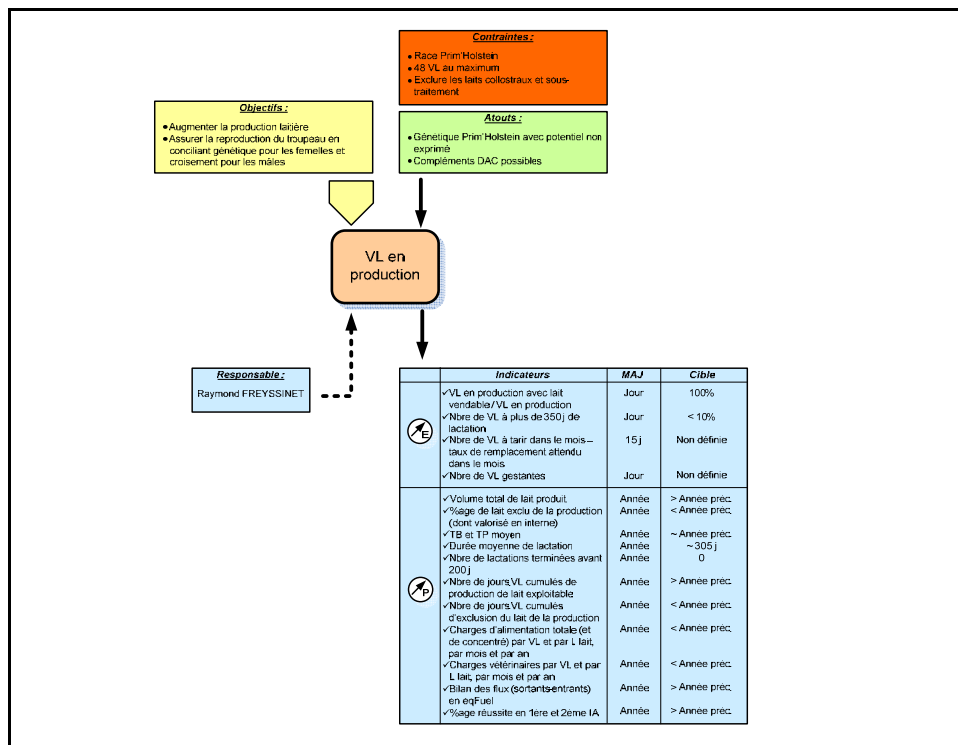 Contraintes :
• Race Prim'Holstein
• 48 VL au maximum
• Exclure les laits collostraux et sous-
traitement
Objectifs :
• Augmenter la production laitière
• Assurer la reproduction du troupeau en
conciliant génétique pour les femelles et
croisement pour les mâles
Atouts :
• Génétique Prim'Holstein avec potentiel non
exprimé
• Compléments DAC possibles
VL en
production
Responsable :
Raymond FREYSSINET
Indicateurs MAJ Cible
E
✓VL en production avec lait Jour 100%
vendable / VL en production
✓Nbre de VL à plus de 350 j de Jour < 10%
lactation
✓Nbre de VL à tarir dans le mois – 15 j Non définie
taux de remplacement attendu
dans le mois
✓Nbre de VL gestantes Jour Non définie
P
✓Volume total de lait produit Année > Année préc.
✓%age de lait exclu de la production Année < Année préc.
(dont valorisé en interne)
✓TB et TP moyen Année ~ Année préc.
✓Durée moyenne de lactation Année ~ 305 j
✓Nbre de lactations terminées avant Année 0
200 j
✓Nbre de jours.VL cumulés de Année > Année préc.
production de lait exploitable
✓Nbre de jours.VL cumulés Année < Année préc.
d'exclusion du lait de la production
✓Charges d'alimentation totale (et Année < Année préc.
de concentré) par VL et par L lait,
par mois et par an
✓Charges vétérinaires par VL et par Année < Année préc.
L lait, par mois et par an
✓Bilan des flux (sortants-entrants) Année > Année préc.
en eqFuel
✓%age réussite en 1ère et 2ème IA Année > Année préc.